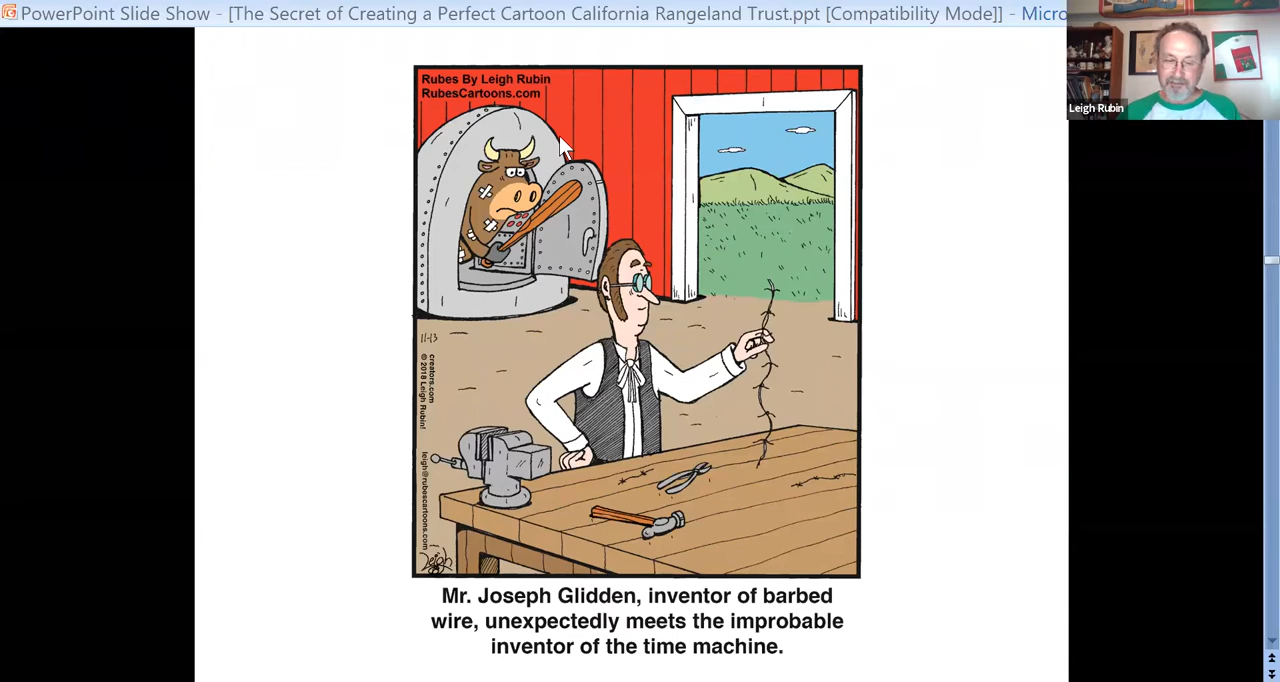 PowerPoint Slide Show - [The Secret of Creating a Perfect Cartoon California Rangeland Trust.ppt [Compatibility Mode]] - Micro
Leigh Rubin
Rubes By Leigh Rubin
RubesCartoons.com
11-13
creators.com
© 2018 Leigh Rubin!
leigh@rubescartoons.com
Leigh
Mr. Joseph Glidden, inventor of barbed
wire, unexpectedly meets the improbable
inventor of the time machine.